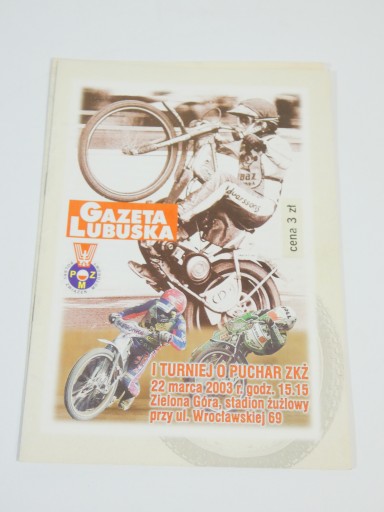 GAZETA
LUBUSKA
cena 3 zł
PZM
I TURNIEJ O PUCHAR ZKŻ
22 marca 2003 r. godz. 15.15
Zielona Góra, stadion żużlowy
przy ul. Wrocławskiej 69